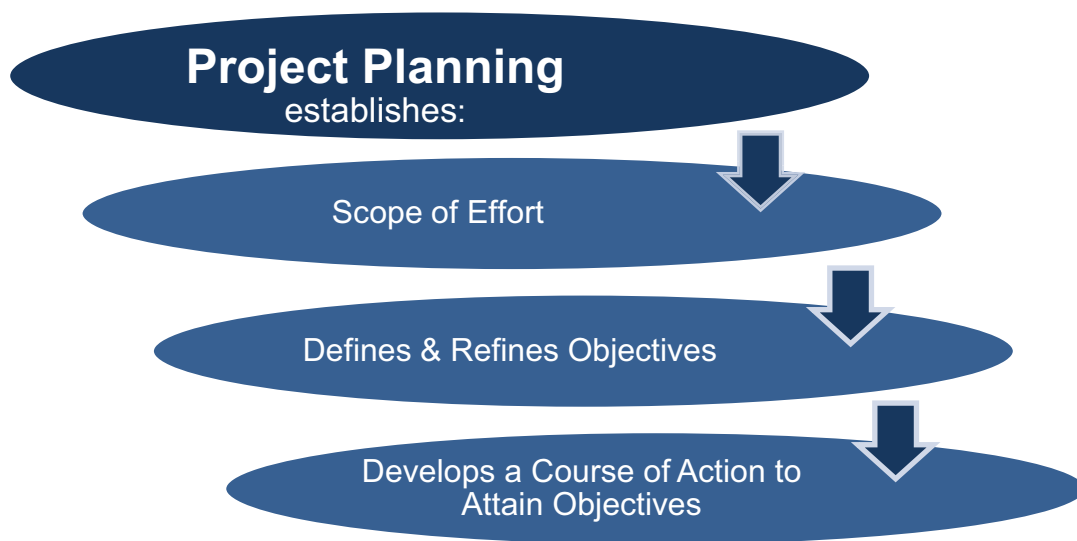 Project Planning
establishes:
Scope of Effort
Defines & Refines Objectives
Develops a Course of Action to
Attain Objectives